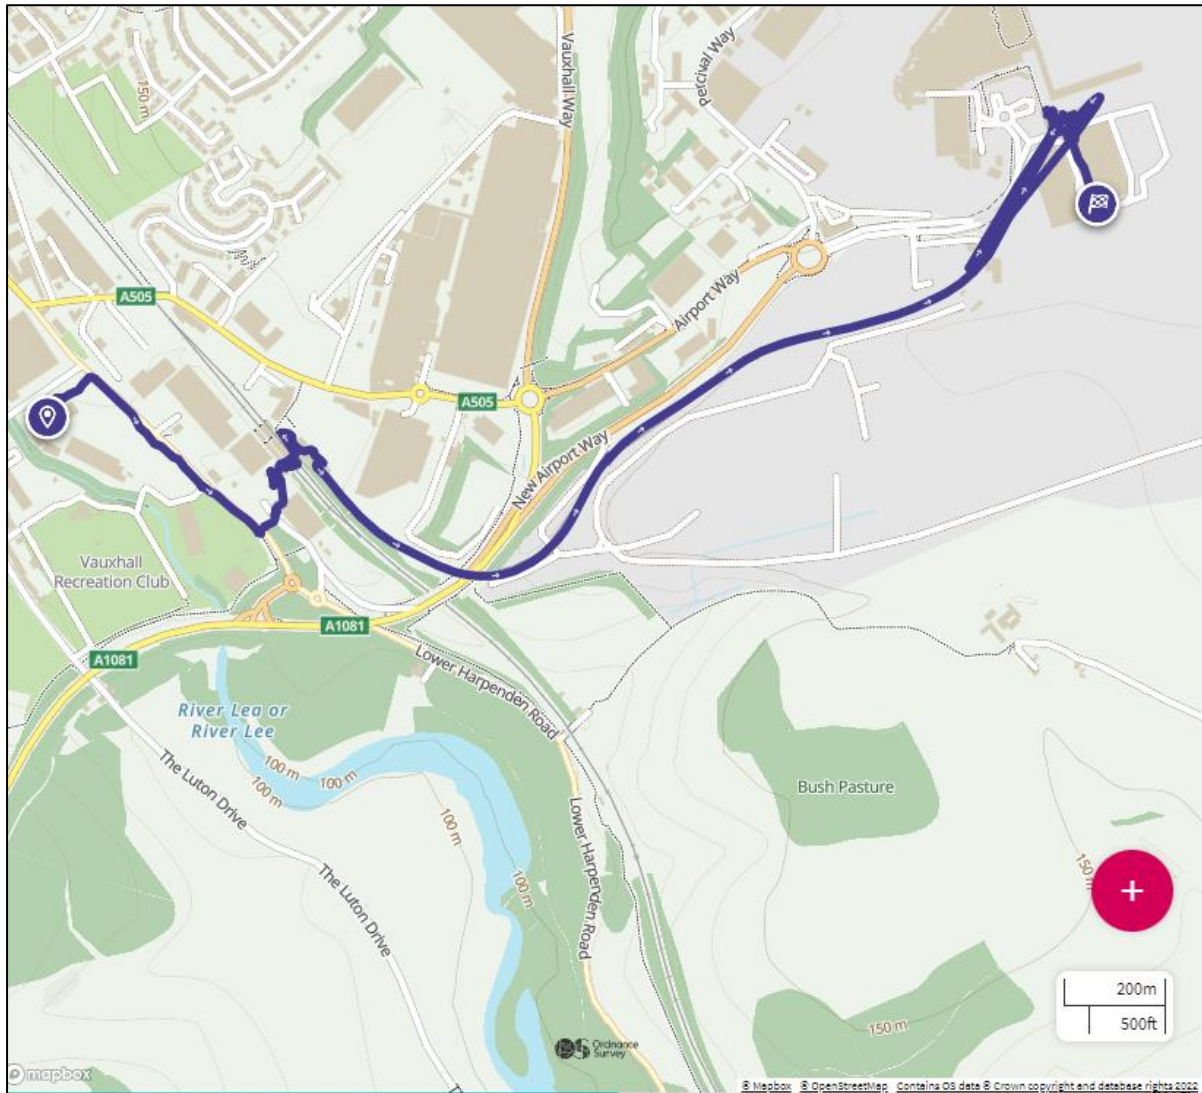 150 m
Vauxhall Way
Percival Way
A505
Airport Way
A505
New Airport Way
Vauxhall
Recreation Club
A1081
A1081
Lower Harpenden Road
River Lea or
River Lee
100 m
100 m
100 m
The Luton Drive
100 m
Bush Pasture
Lower Harpenden Road
150 m
The Luton Drive
100 m
+
200m
500ft
150 m
Ordnance
Survey
mapbox
© Mapbox © OpenStreetMap Contains OS data © Crown copyright and database rights 2022